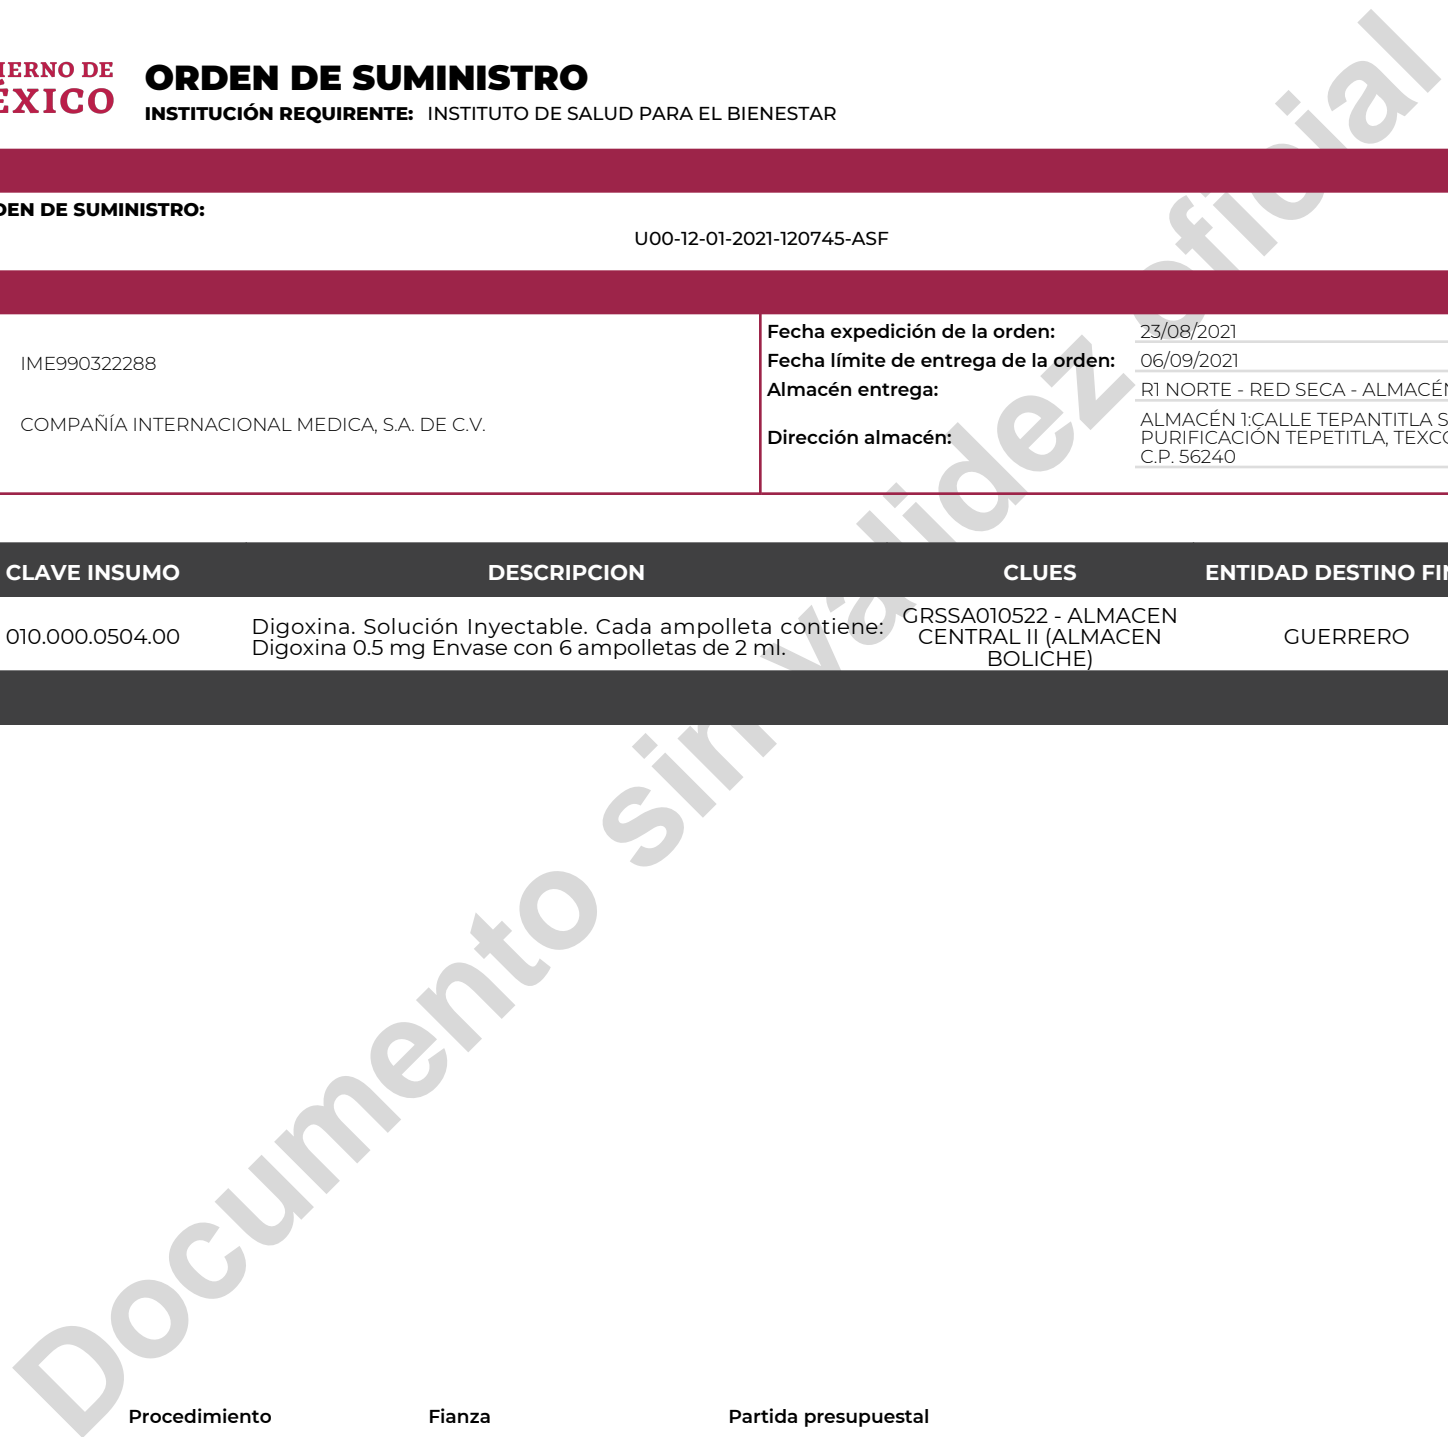 IERNO DE
ÉXICO
ORDEN DE SUMINISTRO
INSTITUCIÓN REQUIRENTE: INSTITUTO DE SALUD PARA EL BIENESTAR
DEN DE SUMINISTRO:
U00-12-01-2021-120745-ASF
IME990322288
COMPAÑÍA INTERNACIONAL MEDICA, S.A. DE C.V.
Fecha expedición de la orden: 23/08/2021
Fecha límite de entrega de la orden: 06/09/2021
Almacén entrega: R1 NORTE - RED SECA - ALMACÉN
Dirección almacén: ALMACÉN 1:CALLE TEPANTITLA S
PURIFICACIÓN TEPETITLA, TEXCO
C.P. 56240
CLAVE INSUMO DESCRIPCION CLUES ENTIDAD DESTINO FIN
010.000.0504.00
Digoxina. Solución Inyectable. Cada ampolleta contiene:
Digoxina 0.5 mg Envase con 6 ampolletas de 2 ml.
GRSSA010522 - ALMACEN
CENTRAL II (ALMACEN
BOLICHE)
GUERRERO
Documento sin validez oficial
Procedimiento Fianza Partida presupuestal